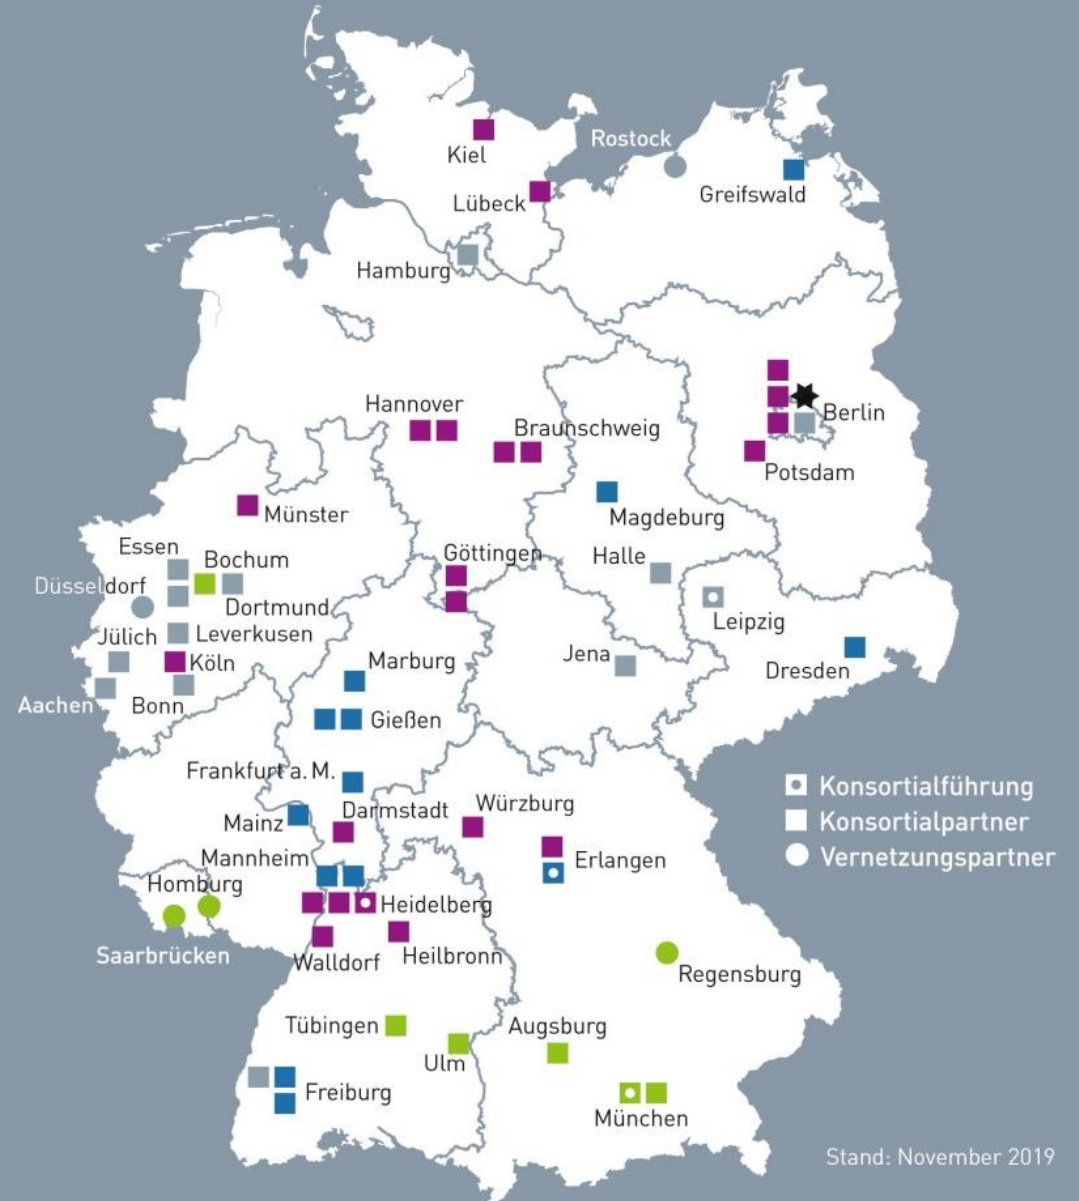 Kiel
Rostock
Lübeck
Greifswald
Hamburg
Hannover
Braunschweig
Berlin
Potsdam
Münster
Magdeburg
Essen
Bochum
Göttingen
Halle
Düsseldorf
Dortmund
Leipzig
Jülich
Leverkusen
Köln
Marburg
Jena
Dresden
Aachen
Bonn
Gießen
Frankfurt a. M.
Konsortialführung
Konsortialpartner
Vernetzungspartner
Mainz
Darmstadt
Würzburg
Mannheim
Erlangen
Homburg
Heidelberg
Saarbrücken
Walldorf
Heilbronn
Regensburg
Tübingen
Augsburg
Ulm
Freiburg
München
Stand: November 2019